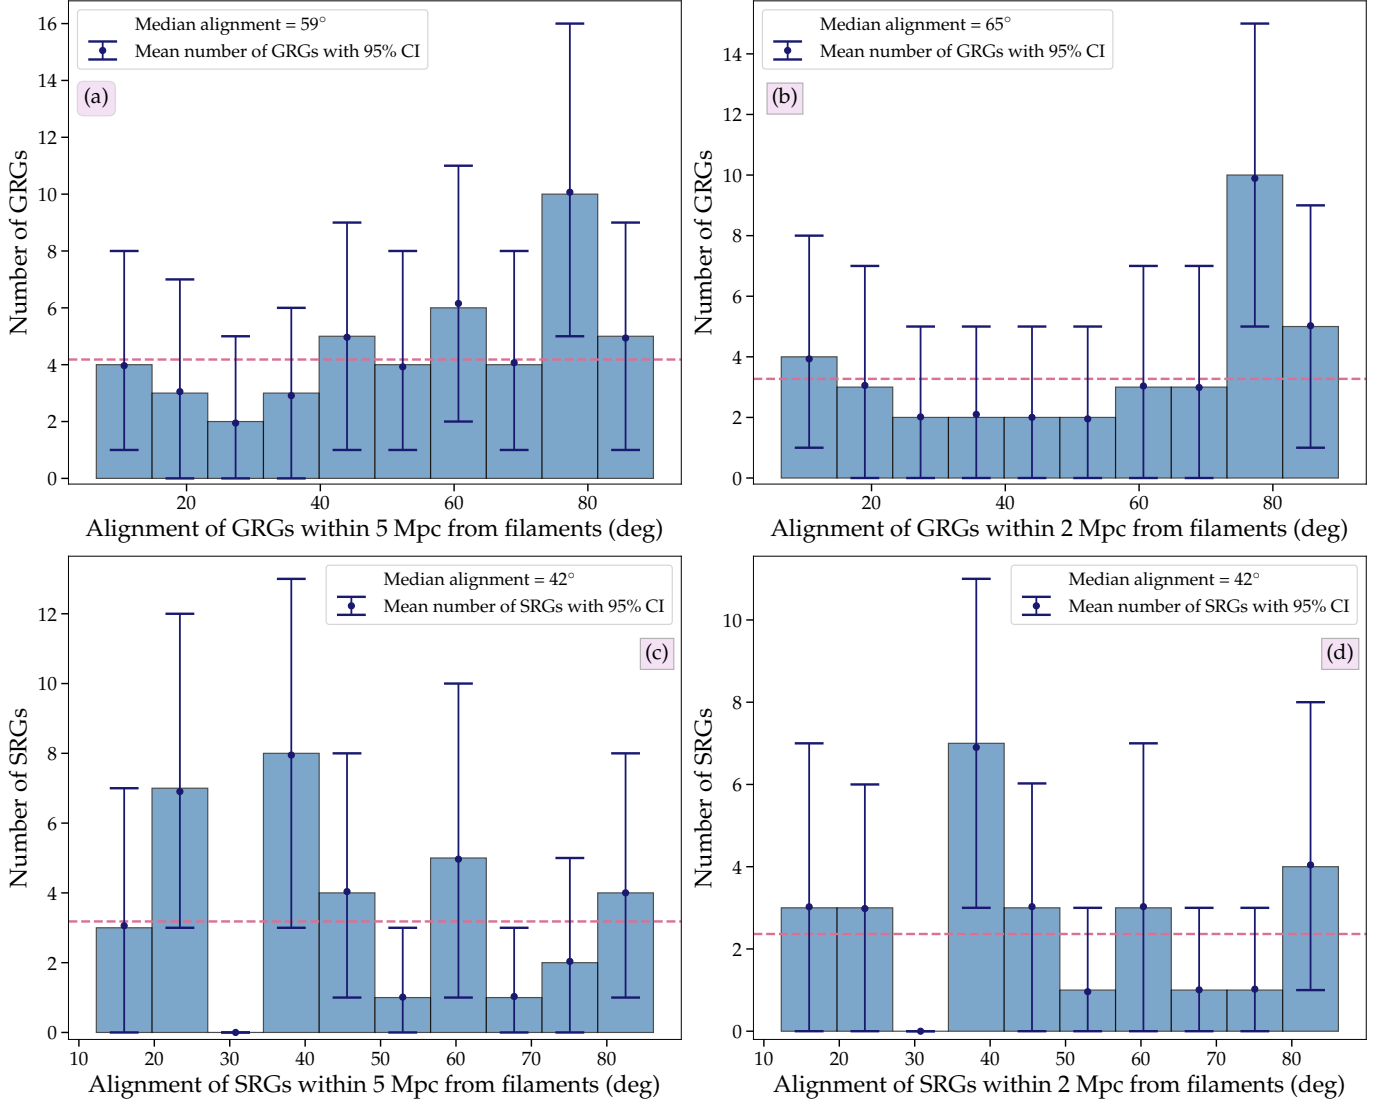 Median alignment = 59°
Mean number of GRGs with 95% CI
(a)
Number of GRGs
16
14
12
10
8
6
4
2
0
20 40 60 80
Alignment of GRGs within 5 Mpc from filaments (deg)
Median alignment = 65°
Mean number of GRGs with 95% CI
(b)
Number of GRGs
14
12
10
8
6
4
2
0
20 40 60 80
Alignment of GRGs within 2 Mpc from filaments (deg)
Median alignment = 42°
Mean number of SRGs with 95% CI
(c)
Number of SRGs
12
10
8
6
4
2
0
10 20 30 40 50 60 70 80
Alignment of SRGs within 5 Mpc from filaments (deg)
Median alignment = 42°
Mean number of SRGs with 95% CI
(d)
Number of SRGs
10
8
6
4
2
0
10 20 30 40 50 60 70 80
Alignment of SRGs within 2 Mpc from filaments (deg)